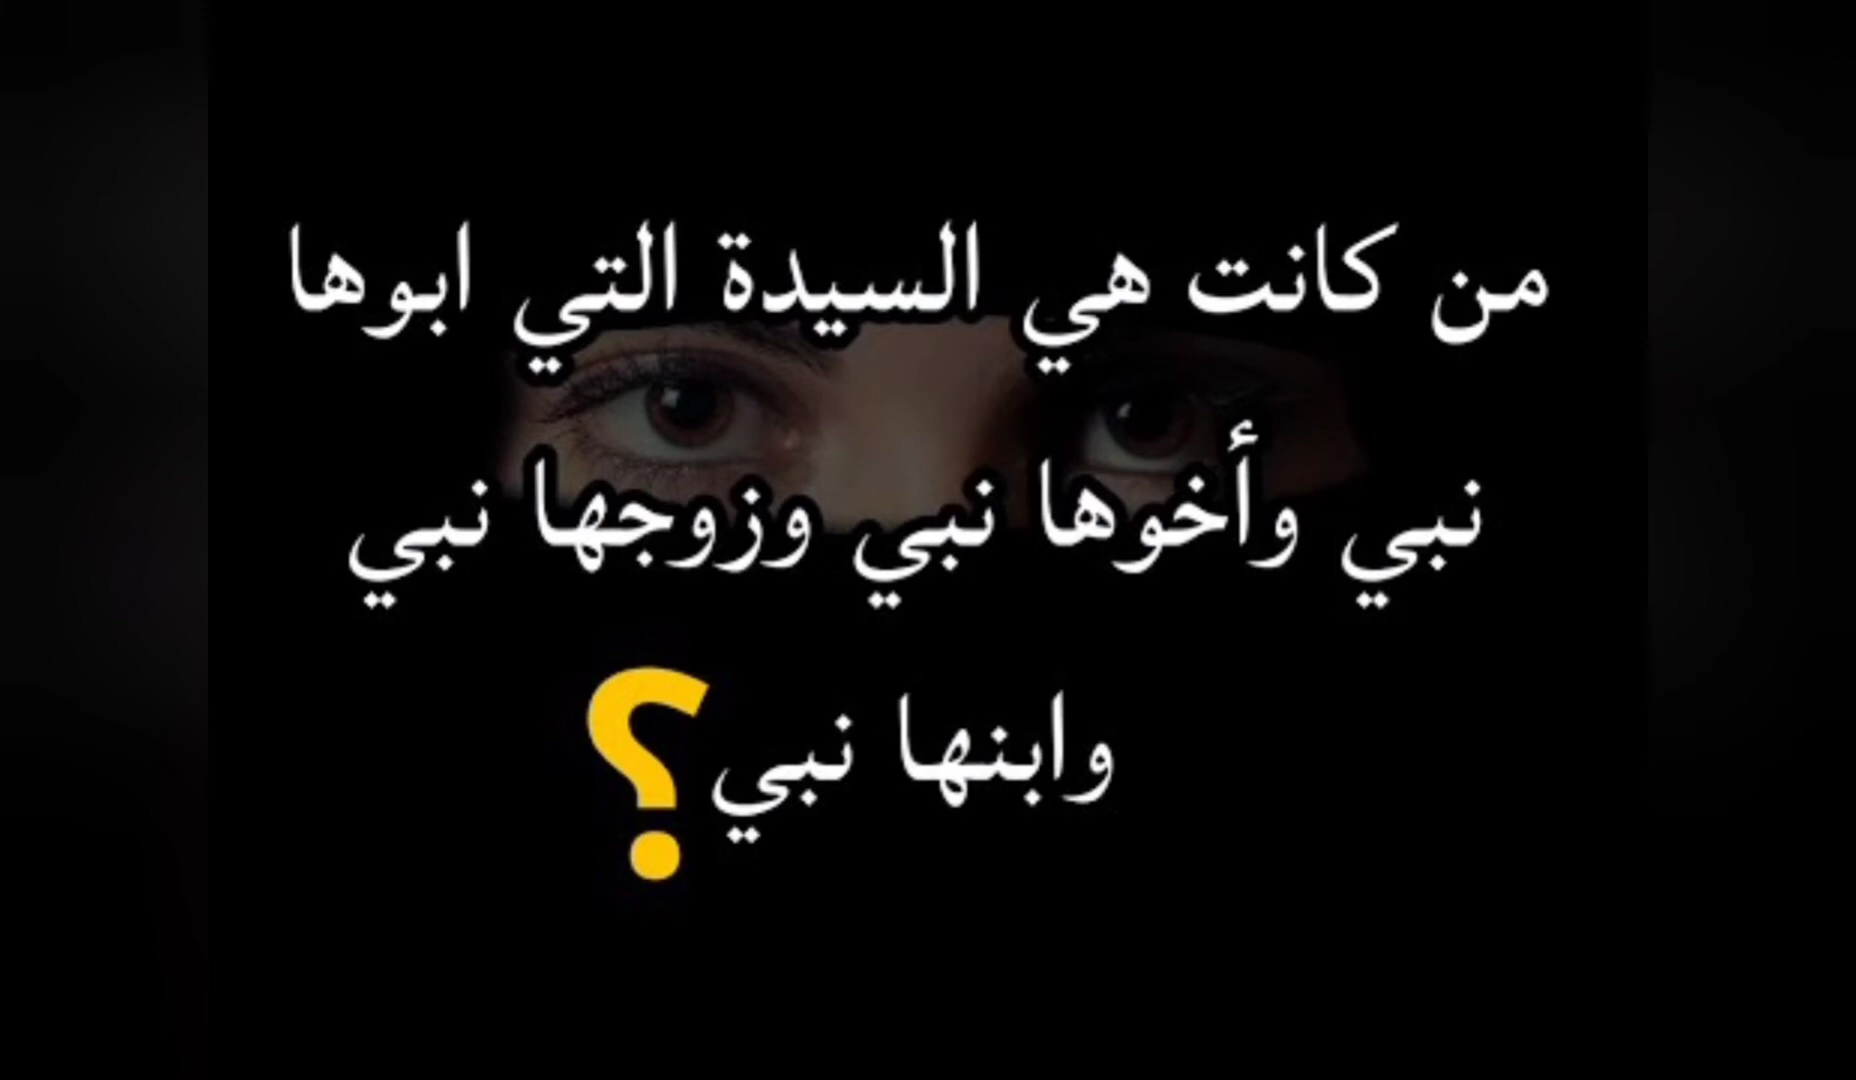 من كانت هي السيدة التي ابوها
نبي وأخوها نبي وزوجها نبي
وابنها نبي؟